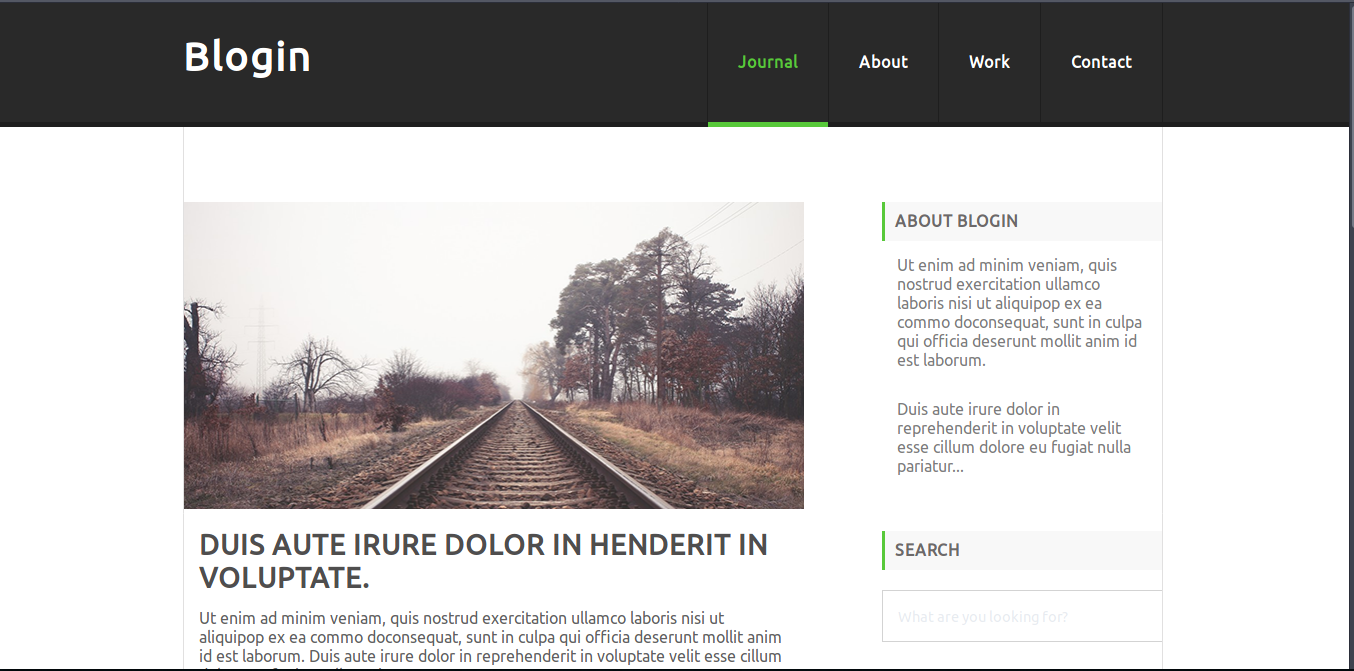 Blogin
Journal
About
Work
Contact
DUIS AUTE IRURE DOLOR IN HENDERIT IN
VOLUPTATE.
Ut enim ad minim veniam, quis nostrud exercitation ullamco laboris nisi ut
aliquipop ex ea commo doconsequat, sunt in culpa qui officia deserunt mollit anim
id est laborum. Duis aute irure dolor in reprehenderit in voluptate velit esse cillum
ABOUT BLOGIN
Ut enim ad minim veniam, quis
nostrud exercitation ullamco
laboris nisi ut aliquipop ex ea
commo doconsequat, sunt in culpa
qui officia deserunt mollit anim id
est laborum.
Duis aute irure dolor in
reprehenderit in voluptate velit
esse cillum dolore eu fugiat nulla
pariatur...
SEARCH
What are you looking for?